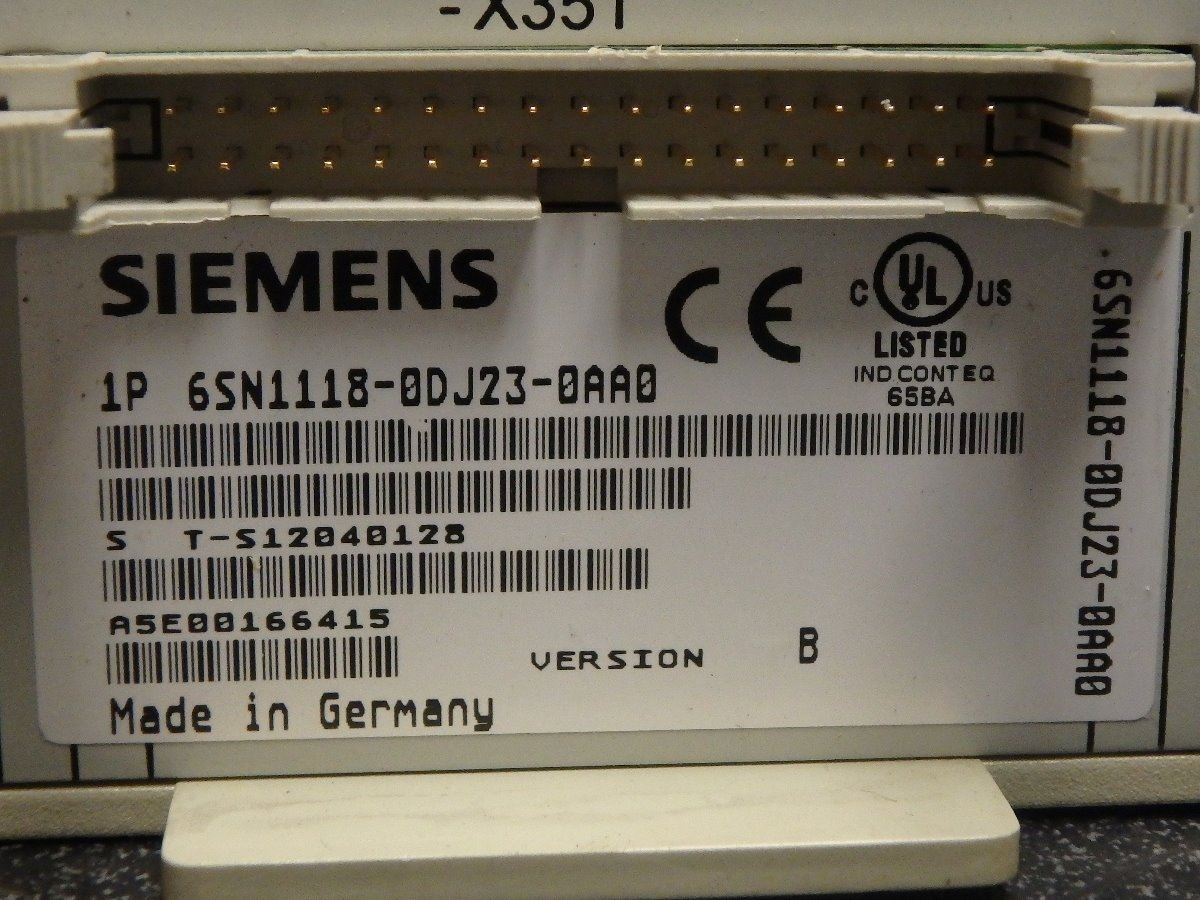 -X351
SIEMENS
CE
C UL US
LISTED
IND CONT EQ
65BA
1P 6SN1118-0DJ23-0AA0
S T-S12040128
A5E00166415
VERSION B
Made in Germany
6SN1118-0DJ23-0AA0